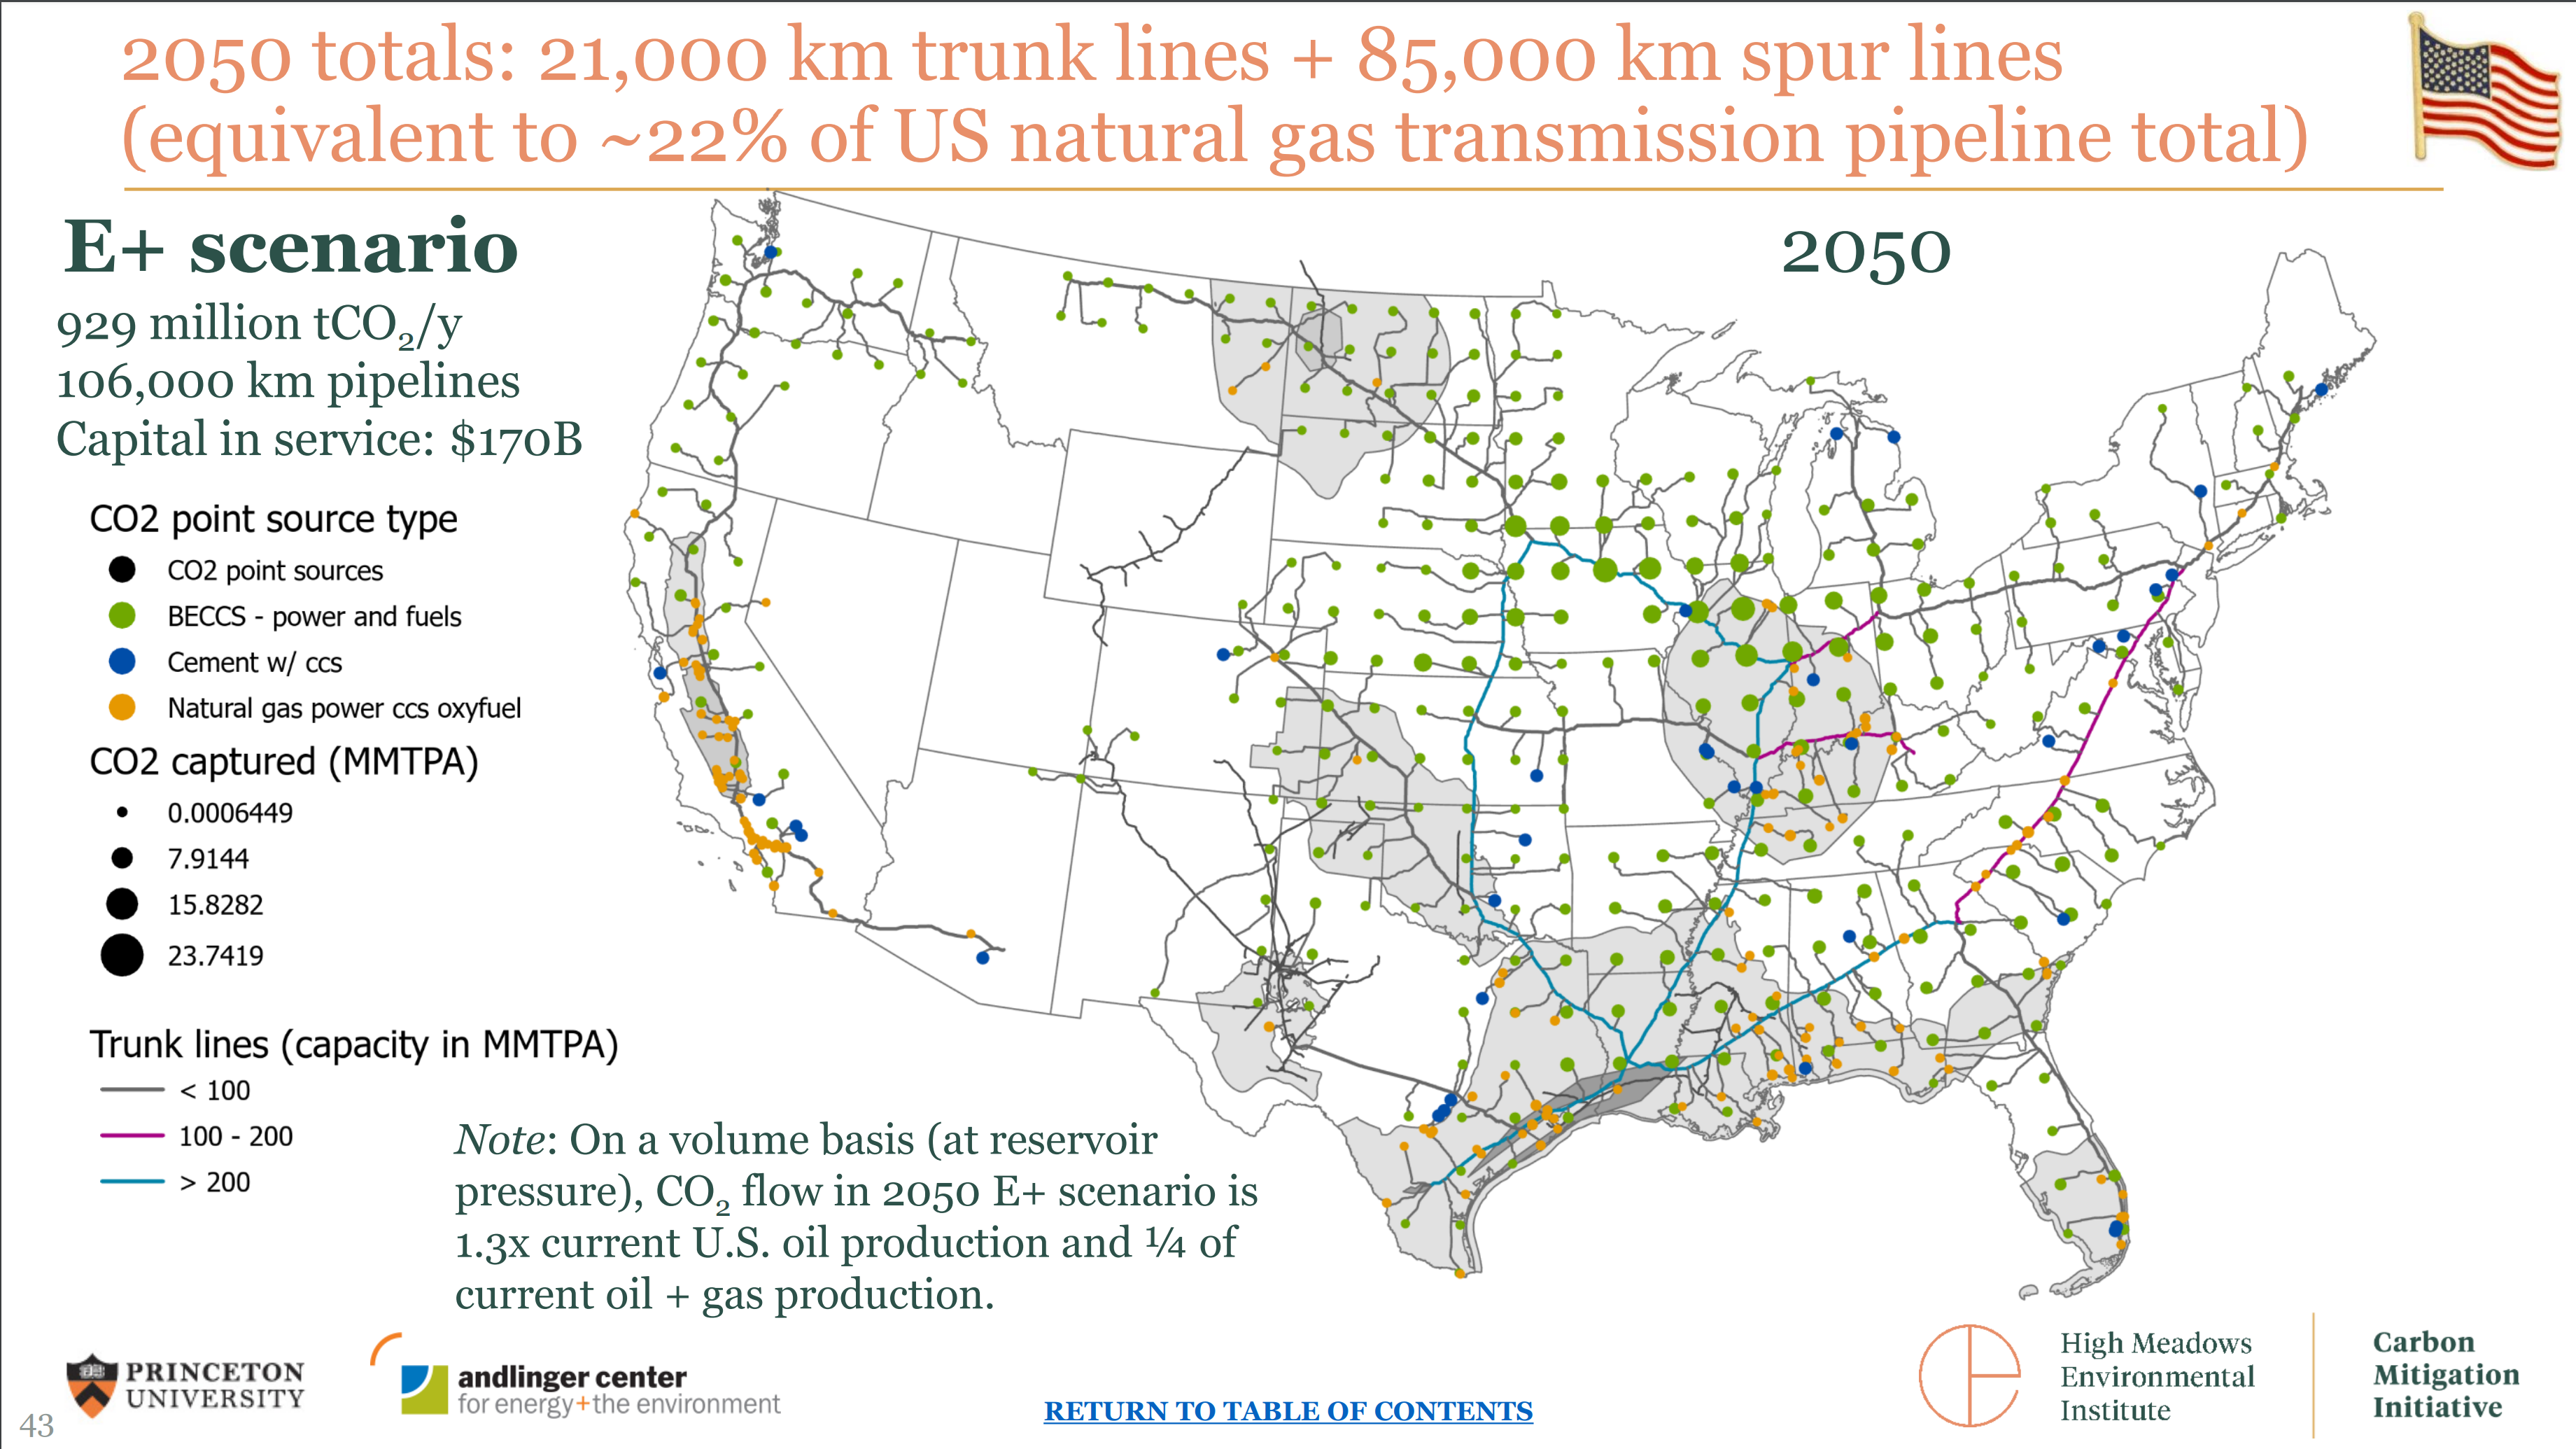 2050 totals: 21,000 km trunk lines + 85,000 km spur lines
(equivalent to ~22% of US natural gas transmission pipeline total)
E+ scenario
929 million tCO₂/y
106,000 km pipelines
Capital in service: $170B
2050
CO2 point source type
CO2 point sources
BECCS - power and fuels
Cement w/ ccs
Natural gas power ccs oxyfuel
CO2 captured (MMTPA)
0.0006449
7.9144
15.8282
23.7419
Trunk lines (capacity in MMTPA)
< 100
100 - 200
> 200
Note: On a volume basis (at reservoir
pressure), CO₂ flow in 2050 E+ scenario is
1.3x current U.S. oil production and ¼ of
current oil + gas production.
PRINCETON
UNIVERSITY
andlinger center
for energy+the environment
RETURN TO TABLE OF CONTENTS
High Meadows
Environmental
Institute
Carbon
Mitigation
Initiative
43